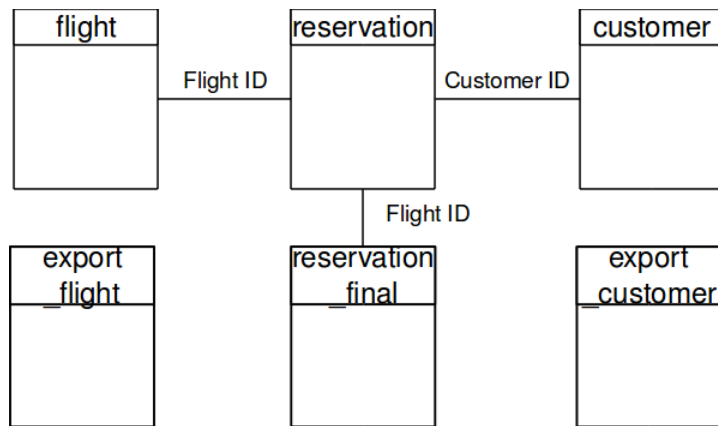 flight
reservation
customer
Flight ID
Customer ID
Flight ID
export
_flight
reservation
_final
export
_customer